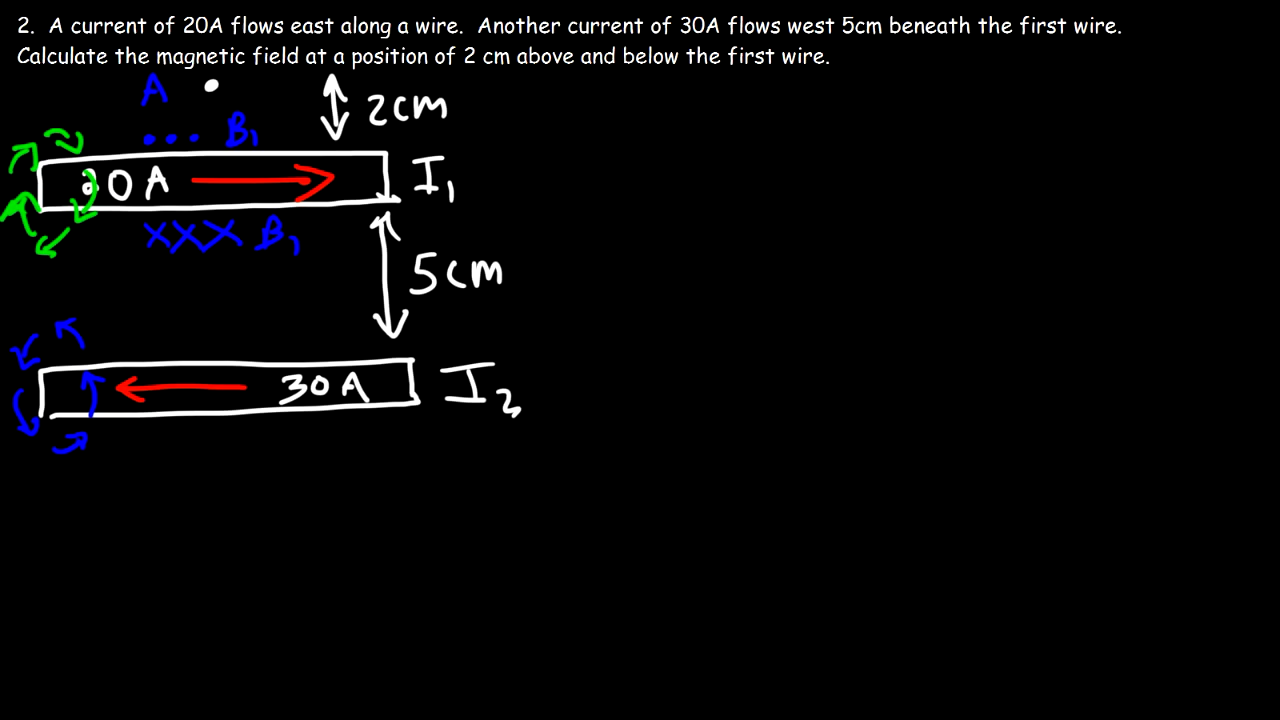 2. A current of 20A flows east along a wire. Another current of 30A flows west 5cm beneath the first wire.
Calculate the magnetic field at a position of 2 cm above and below the first wire.
A
2cm
B₁
20A
I₁
XXX B₁
5cm
30A
I₂